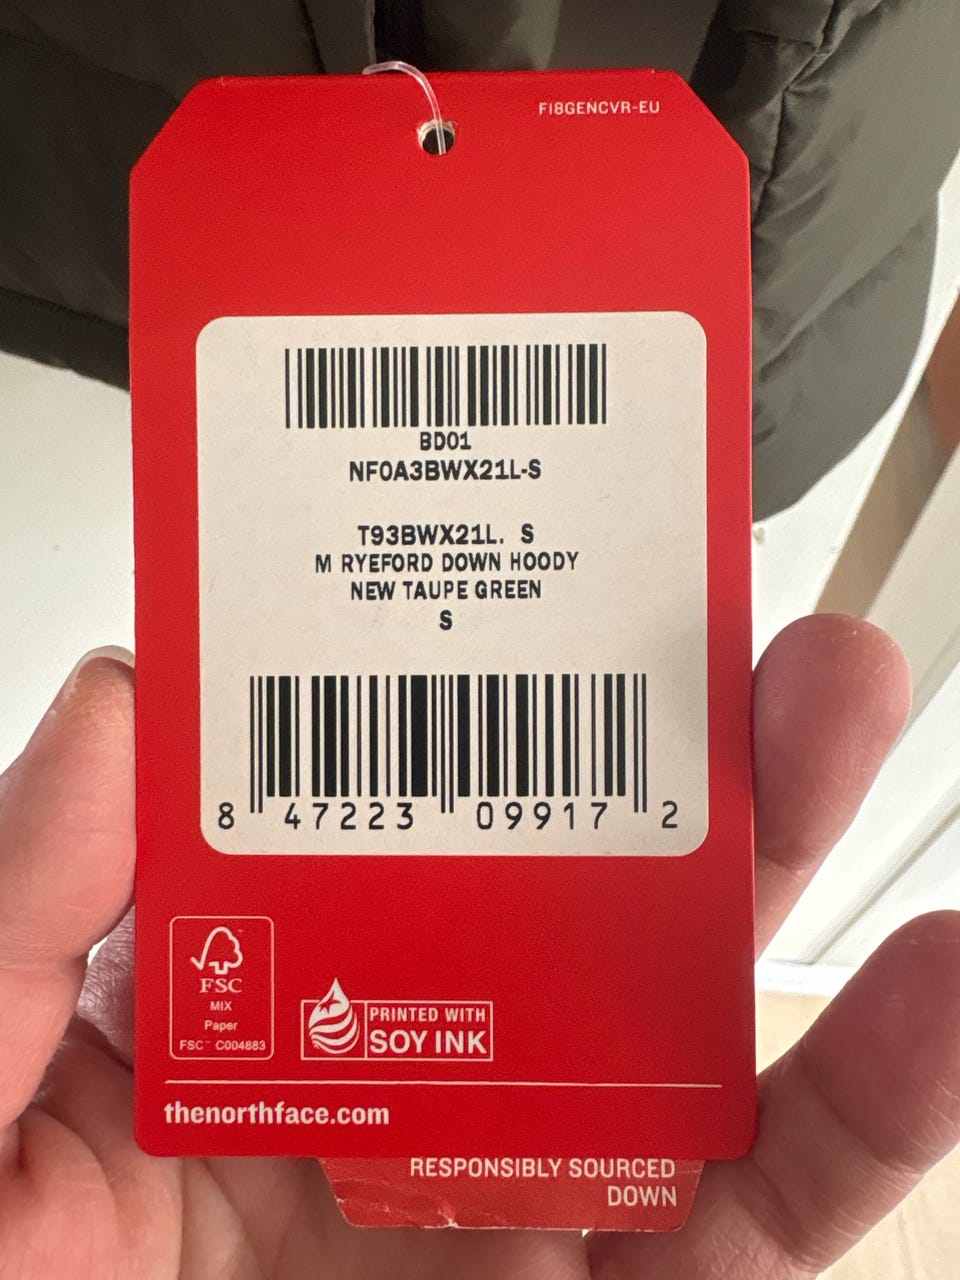 F18GENCVR-EU
BD01
NF0A3BWX21L-S
T93BWX21L. S
M RYEFORD DOWN HOODY
NEW TAUPE GREEN
S
8 47223 09917 2
FSC
MIX
Paper
FSC™ C004883
PRINTED WITH
SOY INK
thenorthface.com
RESPONSIBLY SOURCED
DOWN